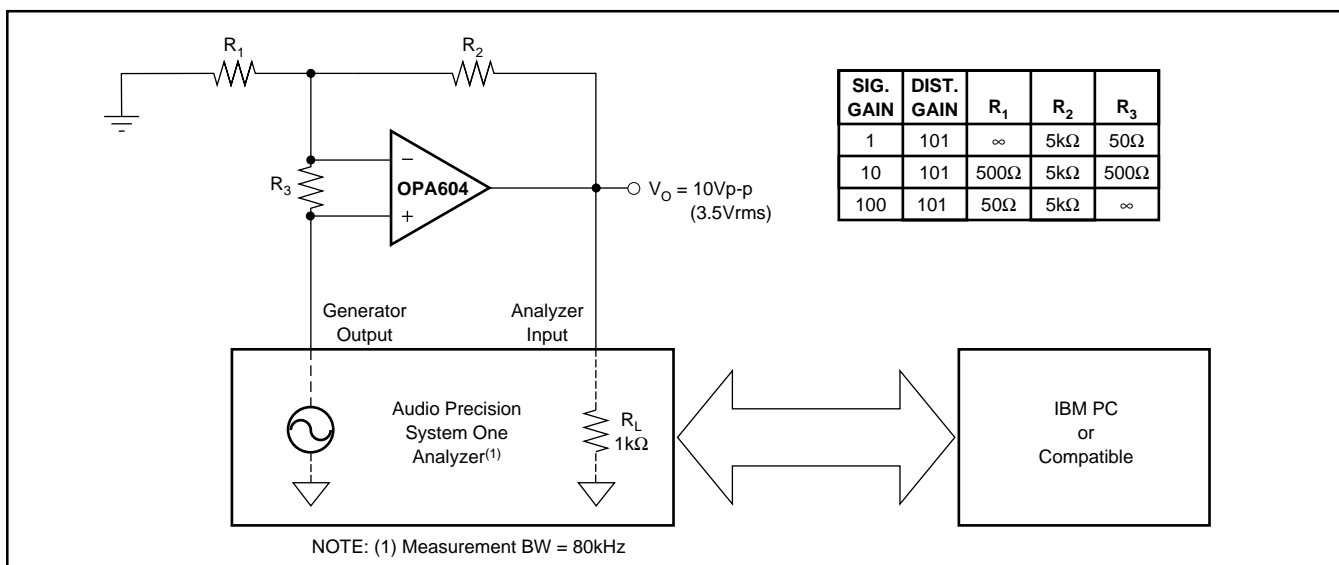 R1
R2
R3
−
+
OPA604
VO = 10Vp-p
(3.5Vrms)
SIG. GAIN DIST. GAIN R1 R2 R3
1 101 ∞ 5kΩ 50Ω
10 101 500Ω 5kΩ 500Ω
100 101 50Ω 5kΩ ∞
Generator
Output
Analyzer
Input
Audio Precision
System One
Analyzer(1)
RL
1kΩ
IBM PC
or
Compatible
NOTE: (1) Measurement BW = 80kHz